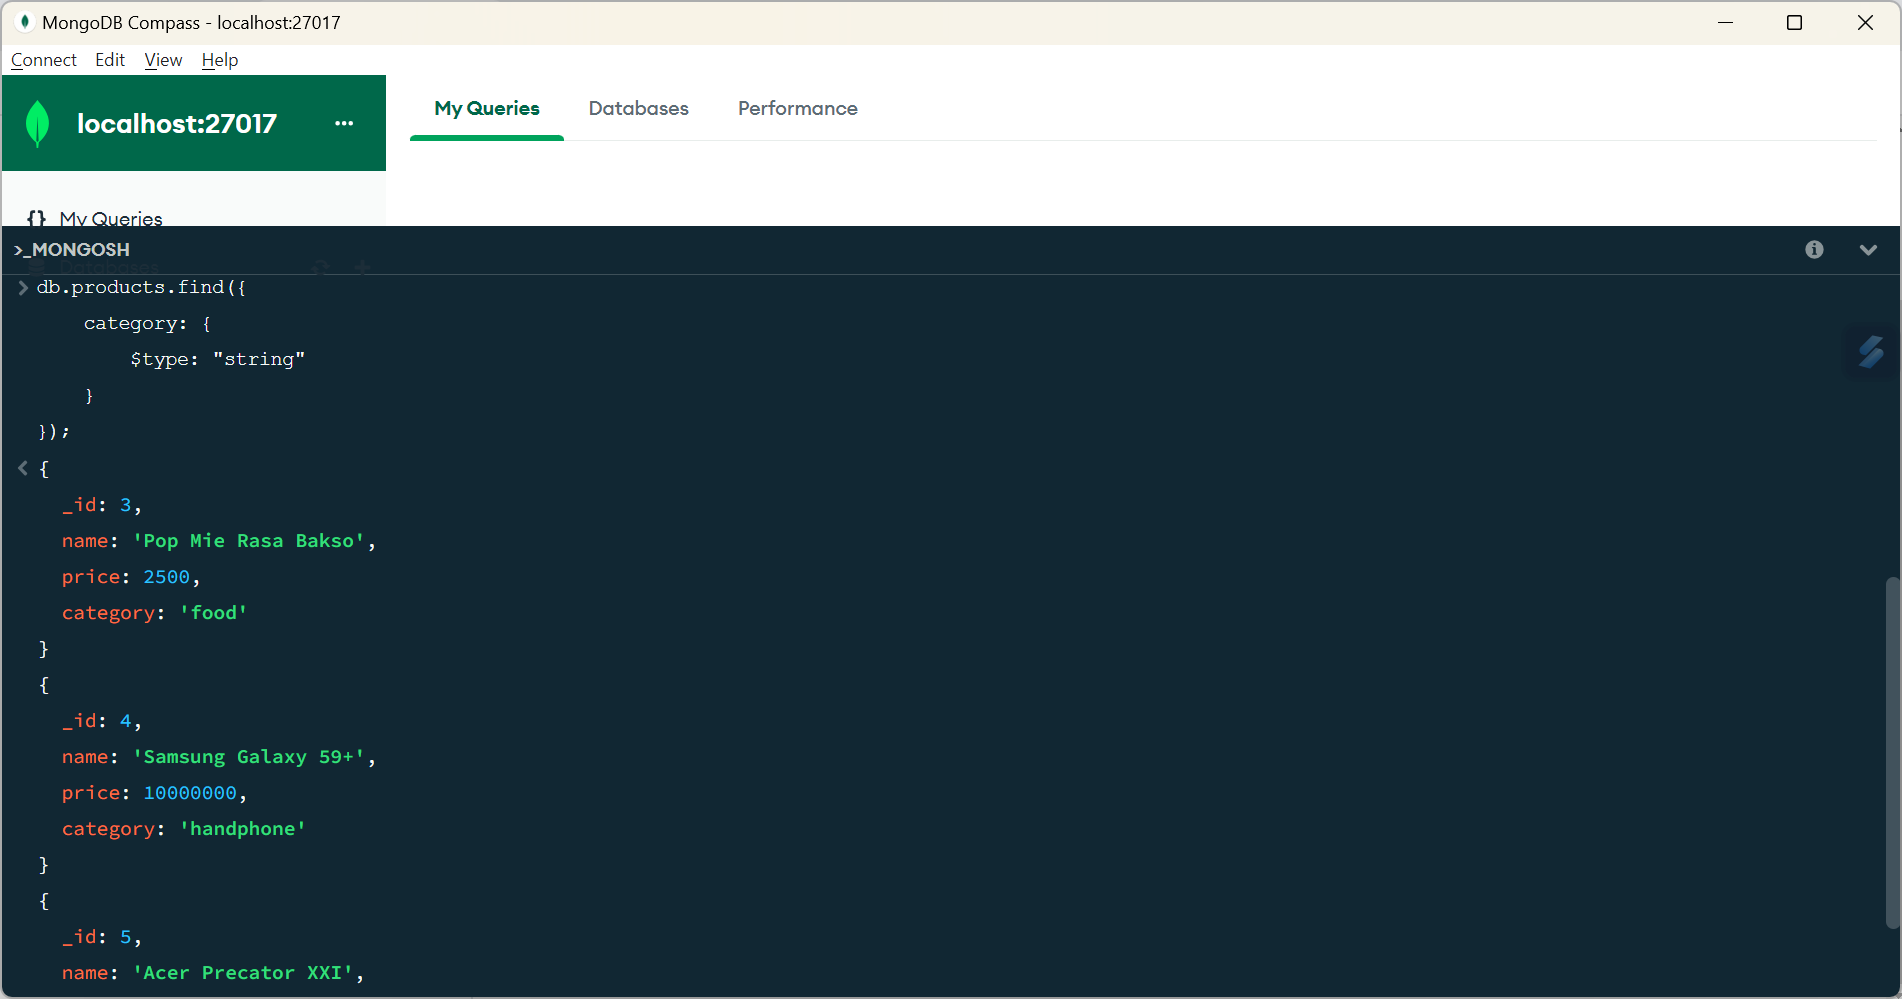 MongoDB Compass - localhost:27017
Connect Edit View Help
localhost:27017 ...
My Queries Databases Performance
{} My Queries
>_MONGOSH
Databases
> db.products.find({
category: {
$type: "string"
}
});
< {
_id: 3,
name: 'Pop Mie Rasa Bakso',
price: 2500,
category: 'food'
}
{
_id: 4,
name: 'Samsung Galaxy 59+',
price: 10000000,
category: 'handphone'
}
{
_id: 5,
name: 'Acer Precator XXI',